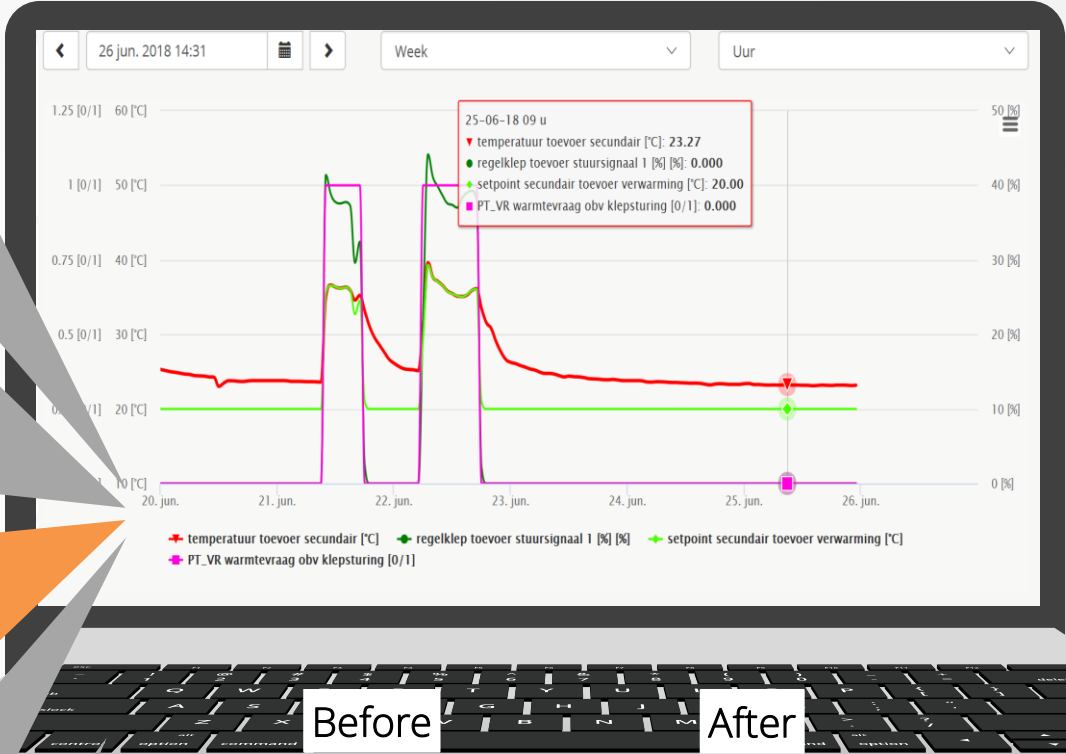 26 jun. 2018 14:31
Week
Uur
1.25 [0/1] 60 [°C] 50 [%]
25-06-18 09 u
temperatuur toevoer secundair [°C]: 23.27
regelklep toevoer stuursignaal 1 [%] [%]: 0.000
setpoint secundair toevoer verwarming [°C]: 20.00
PT_VR warmtevraag obv klepsturing [0/1]: 0.000
1 [0/1] 50 [°C] 40 [%]
0.75 [0/1] 40 [°C] 30 [%]
0.5 [0/1] 30 [°C] 20 [%]
20 [°C] 10 [%]
10 [°C] 0 [%]
20. jun. 21. jun. 22. jun. 23. jun. 24. jun. 25. jun. 26. jun.
temperatuur toevoer secundair [°C] regelklep toevoer stuursignaal 1 [%] [%] setpoint secundair toevoer verwarming [°C]
PT_VR warmtevraag obv klepsturing [0/1]
Q W T Y U P
A S G H J
Z X V B N M
option command option
Before After